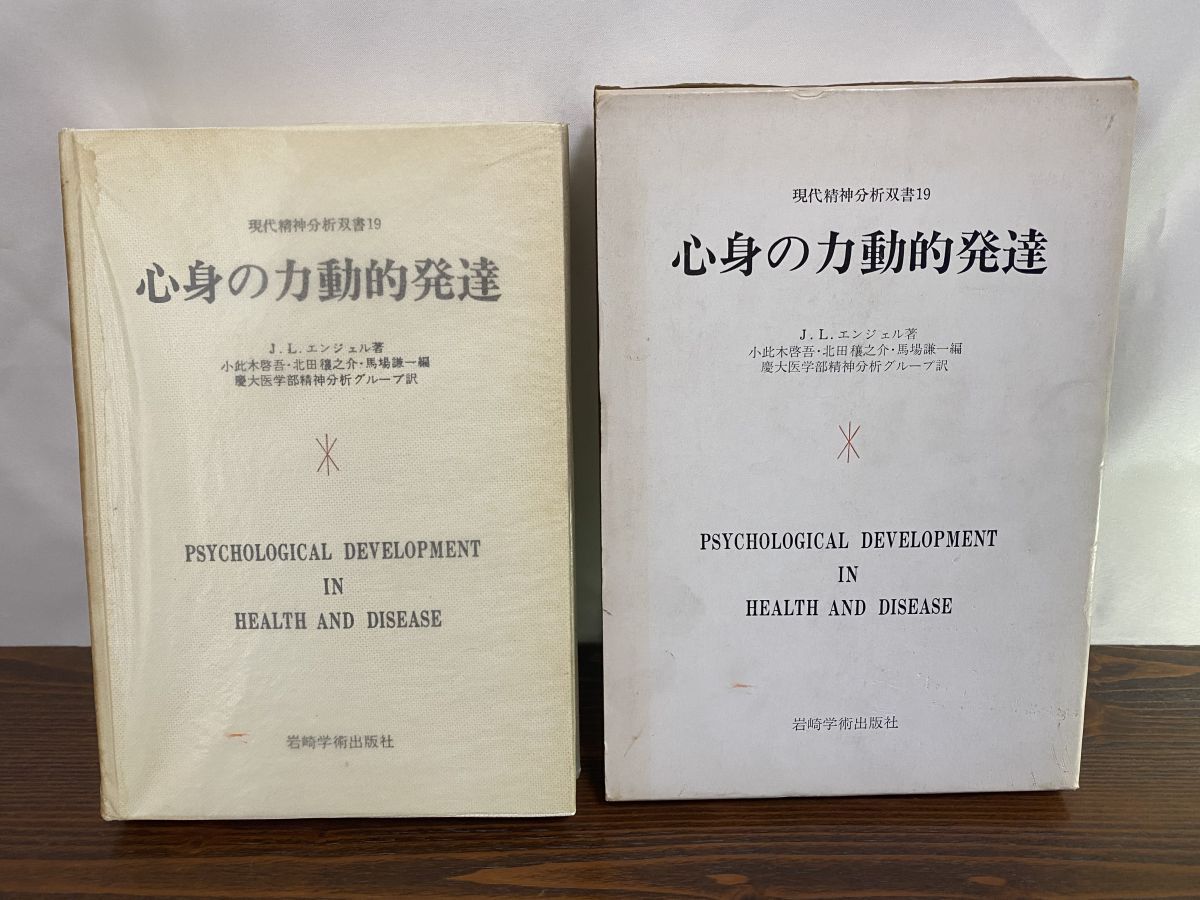 現代精神分析双書19
心身の力動的発達
J.L.エンジェル著
小此木啓吾・北田穰之介・馬場謙一編
慶大医学部精神分析グループ訳
PSYCHOLOGICAL DEVELOPMENT
IN
HEALTH AND DISEASE
岩崎学術出版社
現代精神分析双書19
心身の力動的発達
J.L.エンジェル著
小此木啓吾・北田穰之介・馬場謙一編
慶大医学部精神分析グループ訳
PSYCHOLOGICAL DEVELOPMENT
IN
HEALTH AND DISEASE
岩崎学術出版社